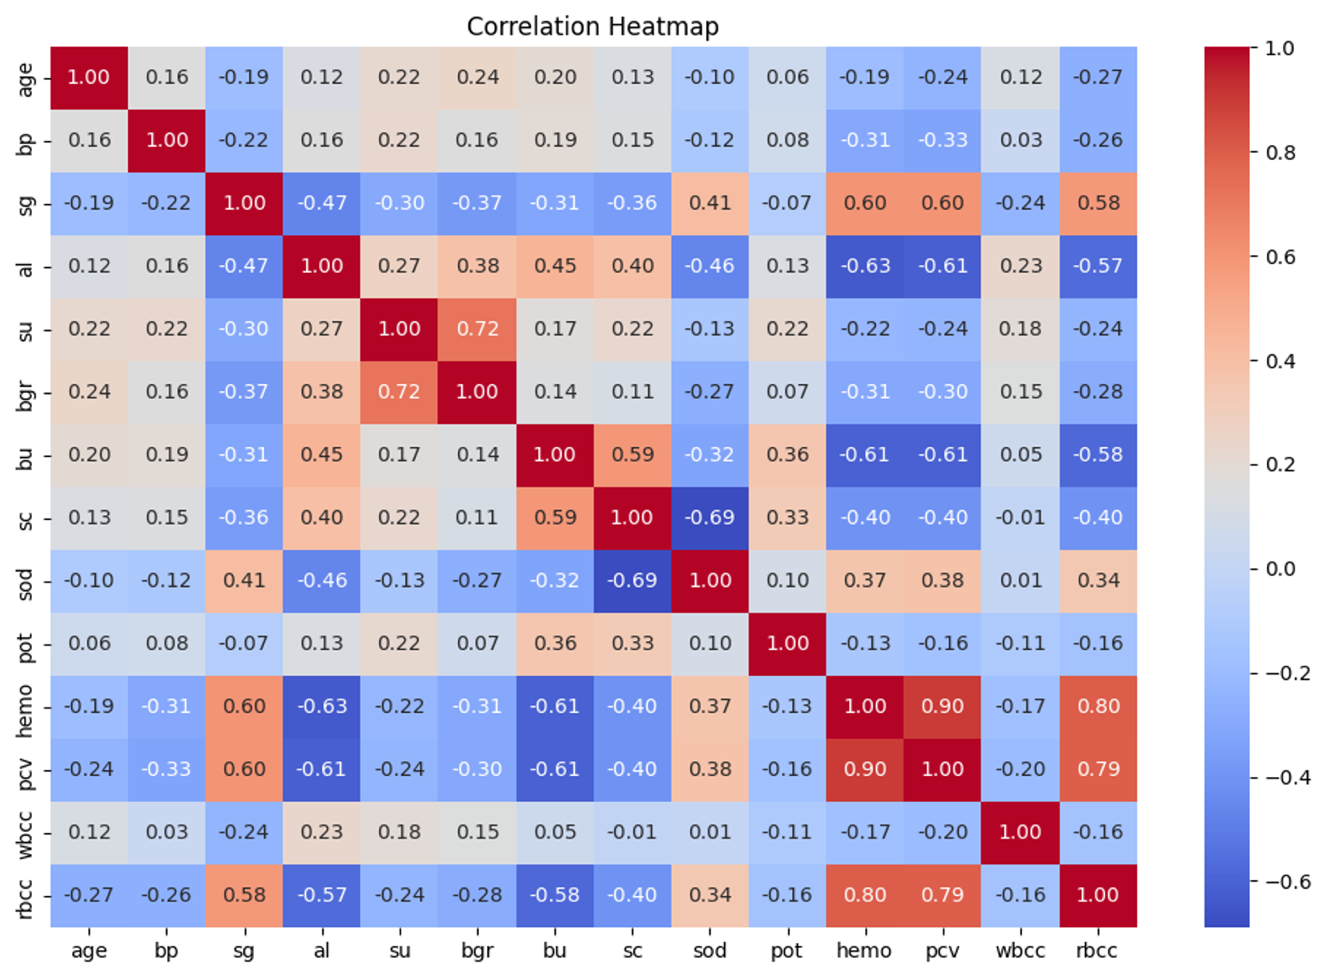 Correlation Heatmap
age 1.00 0.16 -0.19 0.12 0.22 0.24 0.20 0.13 -0.10 0.06 -0.19 -0.24 0.12 -0.27
bp 0.16 1.00 -0.22 0.16 0.22 0.16 0.19 0.15 -0.12 0.08 -0.31 -0.33 0.03 -0.26
sg -0.19 -0.22 1.00 -0.47 -0.30 -0.37 -0.31 -0.36 0.41 -0.07 0.60 0.60 -0.24 0.58
al 0.12 0.16 -0.47 1.00 0.27 0.38 0.45 0.40 -0.46 0.13 -0.63 -0.61 0.23 -0.57
su 0.22 0.22 -0.30 0.27 1.00 0.72 0.17 0.22 -0.13 0.22 -0.22 -0.24 0.18 -0.24
bgr 0.24 0.16 -0.37 0.38 0.72 1.00 0.14 0.11 -0.27 0.07 -0.31 -0.30 0.15 -0.28
bu 0.20 0.19 -0.31 0.45 0.17 0.14 1.00 0.59 -0.32 0.36 -0.61 -0.61 0.05 -0.58
sc 0.13 0.15 -0.36 0.40 0.22 0.11 0.59 1.00 -0.69 0.33 -0.40 -0.40 -0.01 -0.40
sod -0.10 -0.12 0.41 -0.46 -0.13 -0.27 -0.32 -0.69 1.00 0.10 0.37 0.38 0.01 0.34
pot 0.06 0.08 -0.07 0.13 0.22 0.07 0.36 0.33 0.10 1.00 -0.13 -0.16 -0.11 -0.16
hemo -0.19 -0.31 0.60 -0.63 -0.22 -0.31 -0.61 -0.40 0.37 -0.13 1.00 0.90 -0.17 0.80
pcv -0.24 -0.33 0.60 -0.61 -0.24 -0.30 -0.61 -0.40 0.38 -0.16 0.90 1.00 -0.20 0.79
wbcc 0.12 0.03 -0.24 0.23 0.18 0.15 0.05 -0.01 0.01 -0.11 -0.17 -0.20 1.00 -0.16
rbcc -0.27 -0.26 0.58 -0.57 -0.24 -0.28 -0.58 -0.40 0.34 -0.16 0.80 0.79 -0.16 1.00
age bp sg al su bgr bu sc sod pot hemo pcv wbcc rbcc
1.0
0.8
0.6
0.4
0.2
0.0
−0.2
−0.4
−0.6